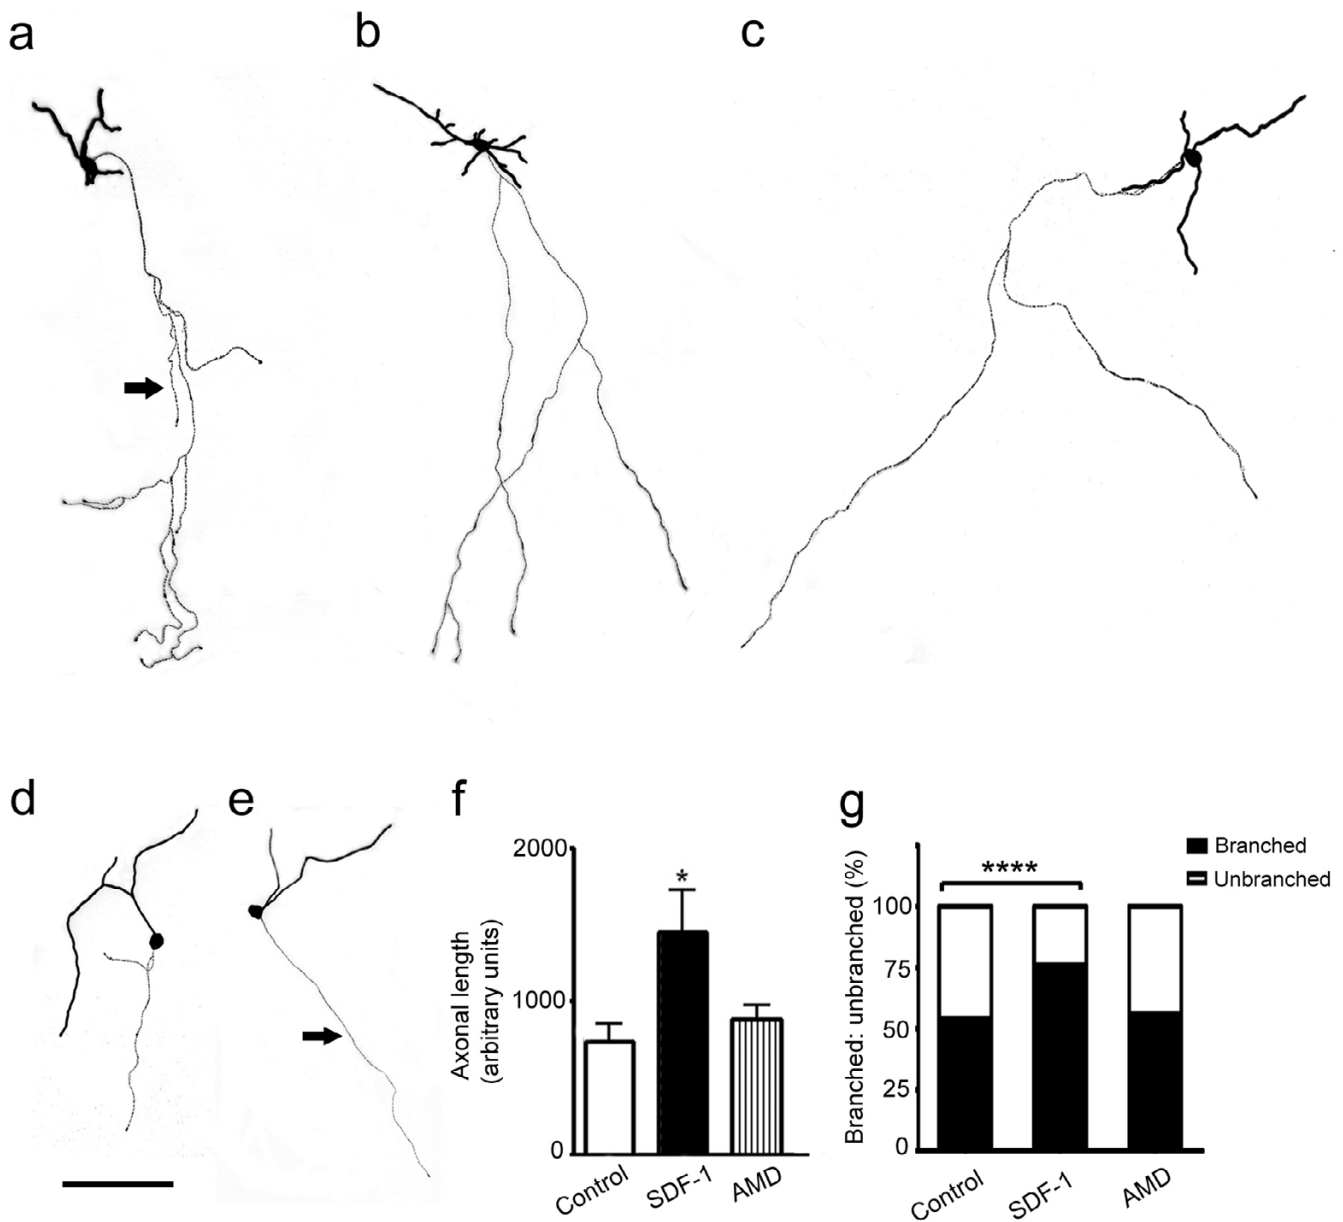 a
b
c
d
e
f
2000
1000
0
Axonal length
(arbitrary units)
*
Control
SDF-1
AMD
g
Branched
Unbranched
****
100
75
50
25
0
Branched: unbranched (%)
Control
SDF-1
AMD